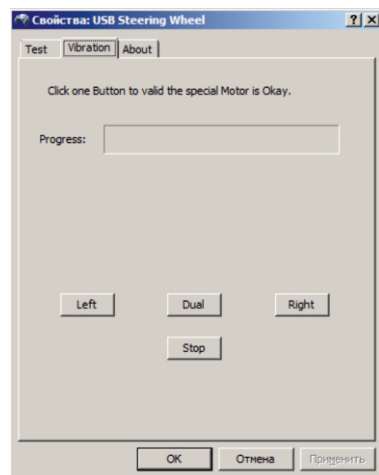 Свойства: USB Steering Wheel
Test Vibration About
Click one Button to valid the special Motor is Okay.
Progress:
Left Dual Right
Stop
OK Отмена Применить